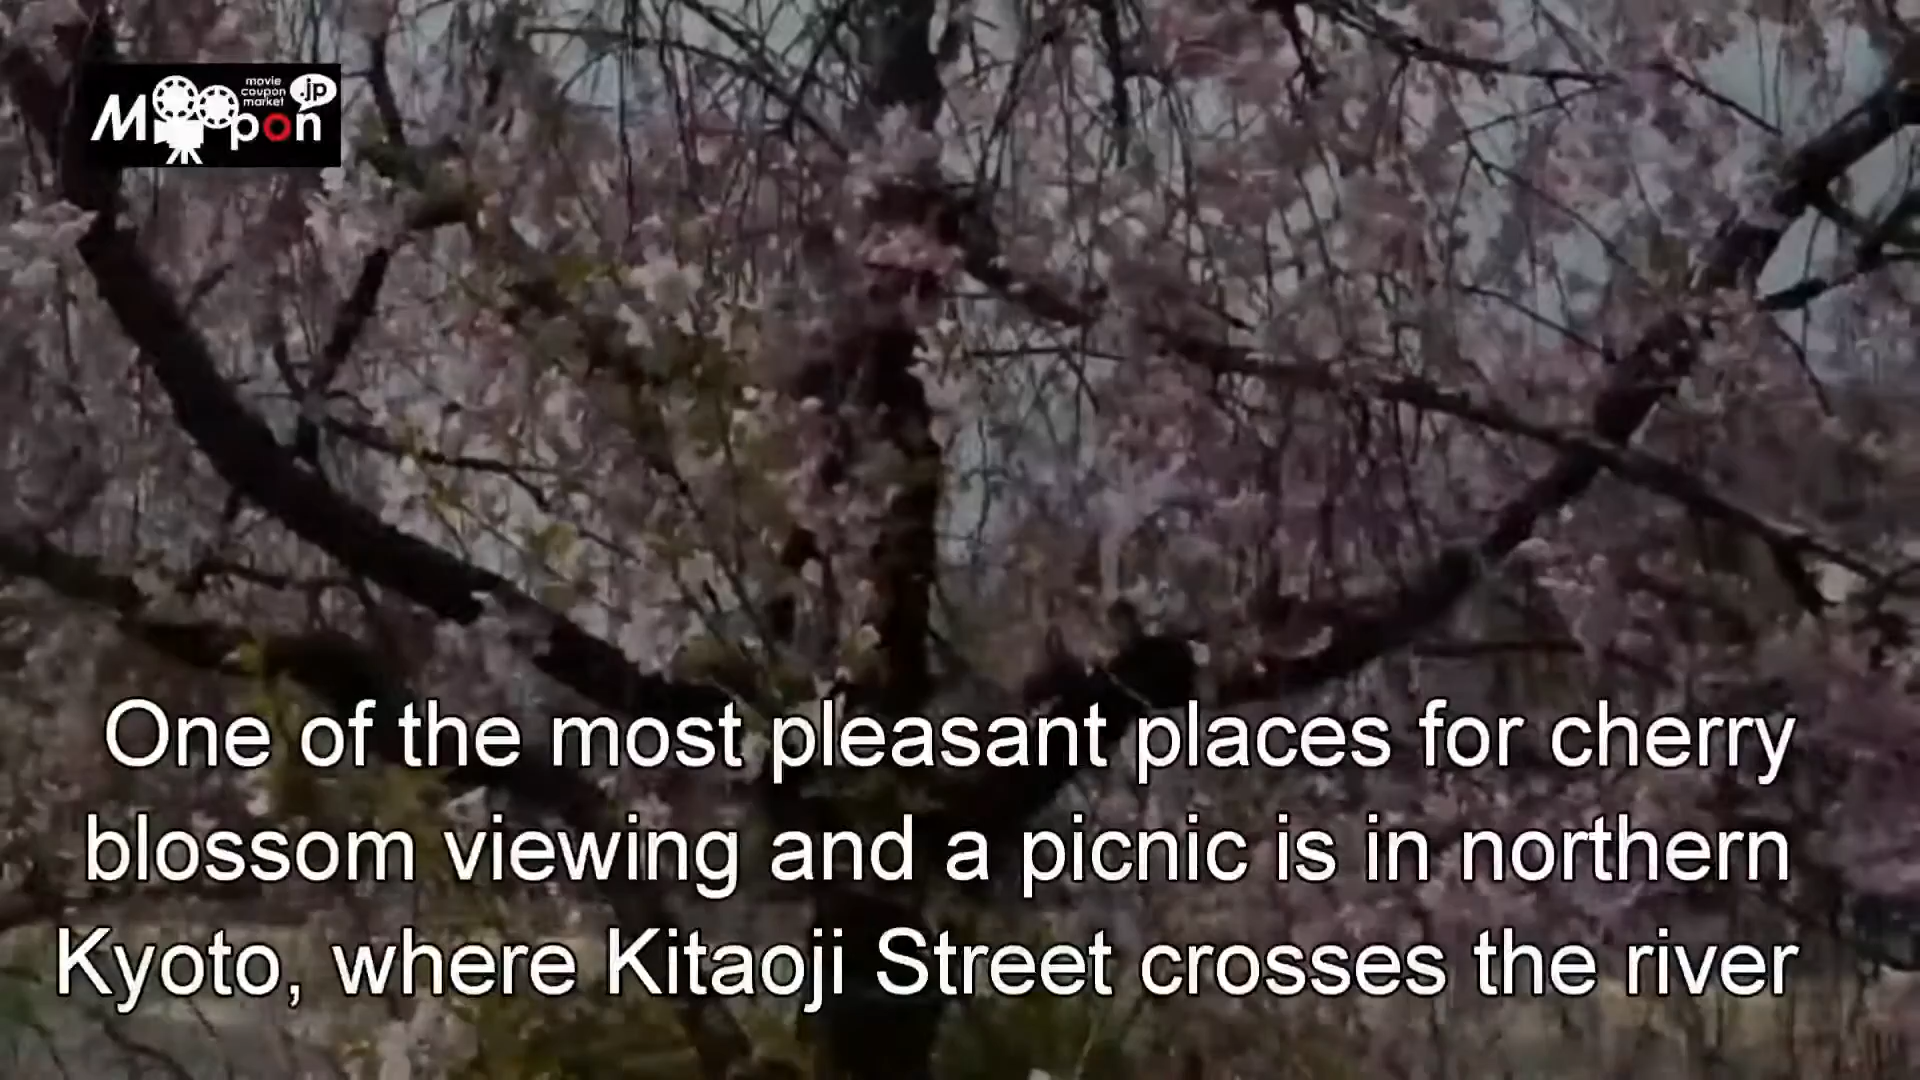 movie
coupon
market
.jp
Moopon
One of the most pleasant places for cherry
blossom viewing and a picnic is in northern
Kyoto, where Kitaoji Street crosses the river